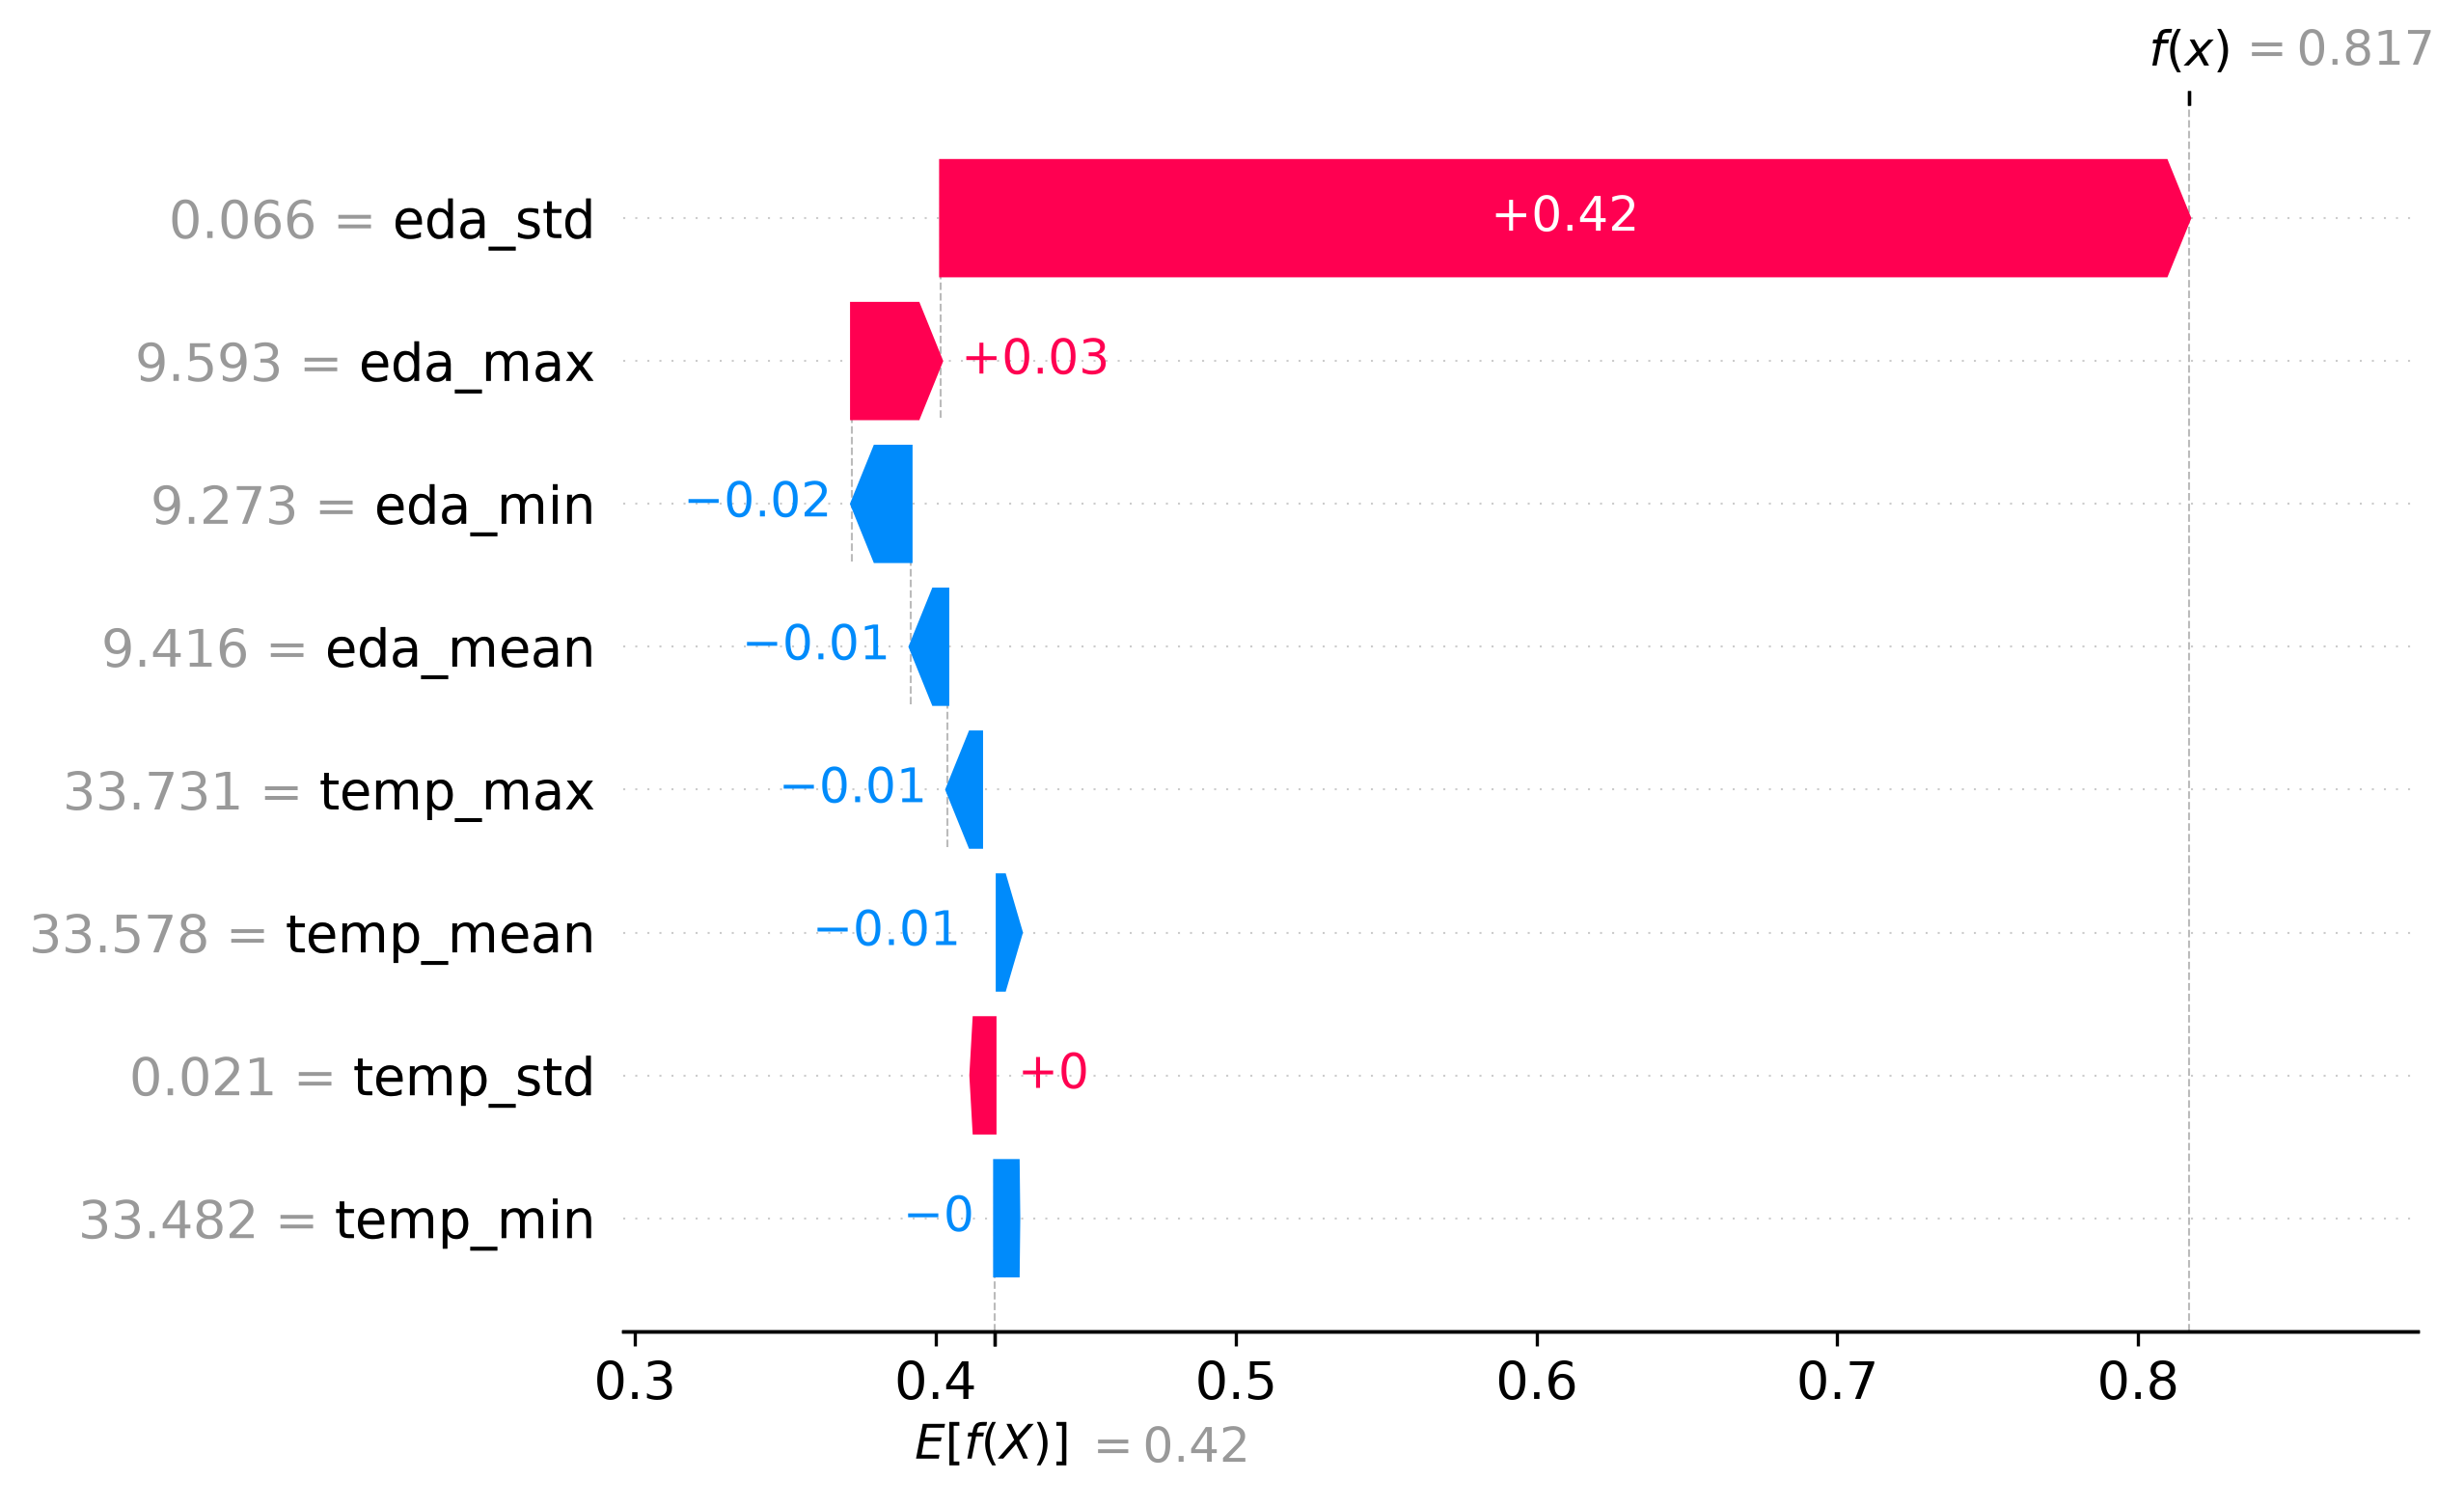 f(x) = 0.817
0.066 = eda_std
+0.42
9.593 = eda_max
+0.03
9.273 = eda_min
−0.02
9.416 = eda_mean
−0.01
33.731 = temp_max
−0.01
33.578 = temp_mean
−0.01
0.021 = temp_std
+0
33.482 = temp_min
−0
0.3 0.4 0.5 0.6 0.7 0.8
E[f(X)] = 0.42